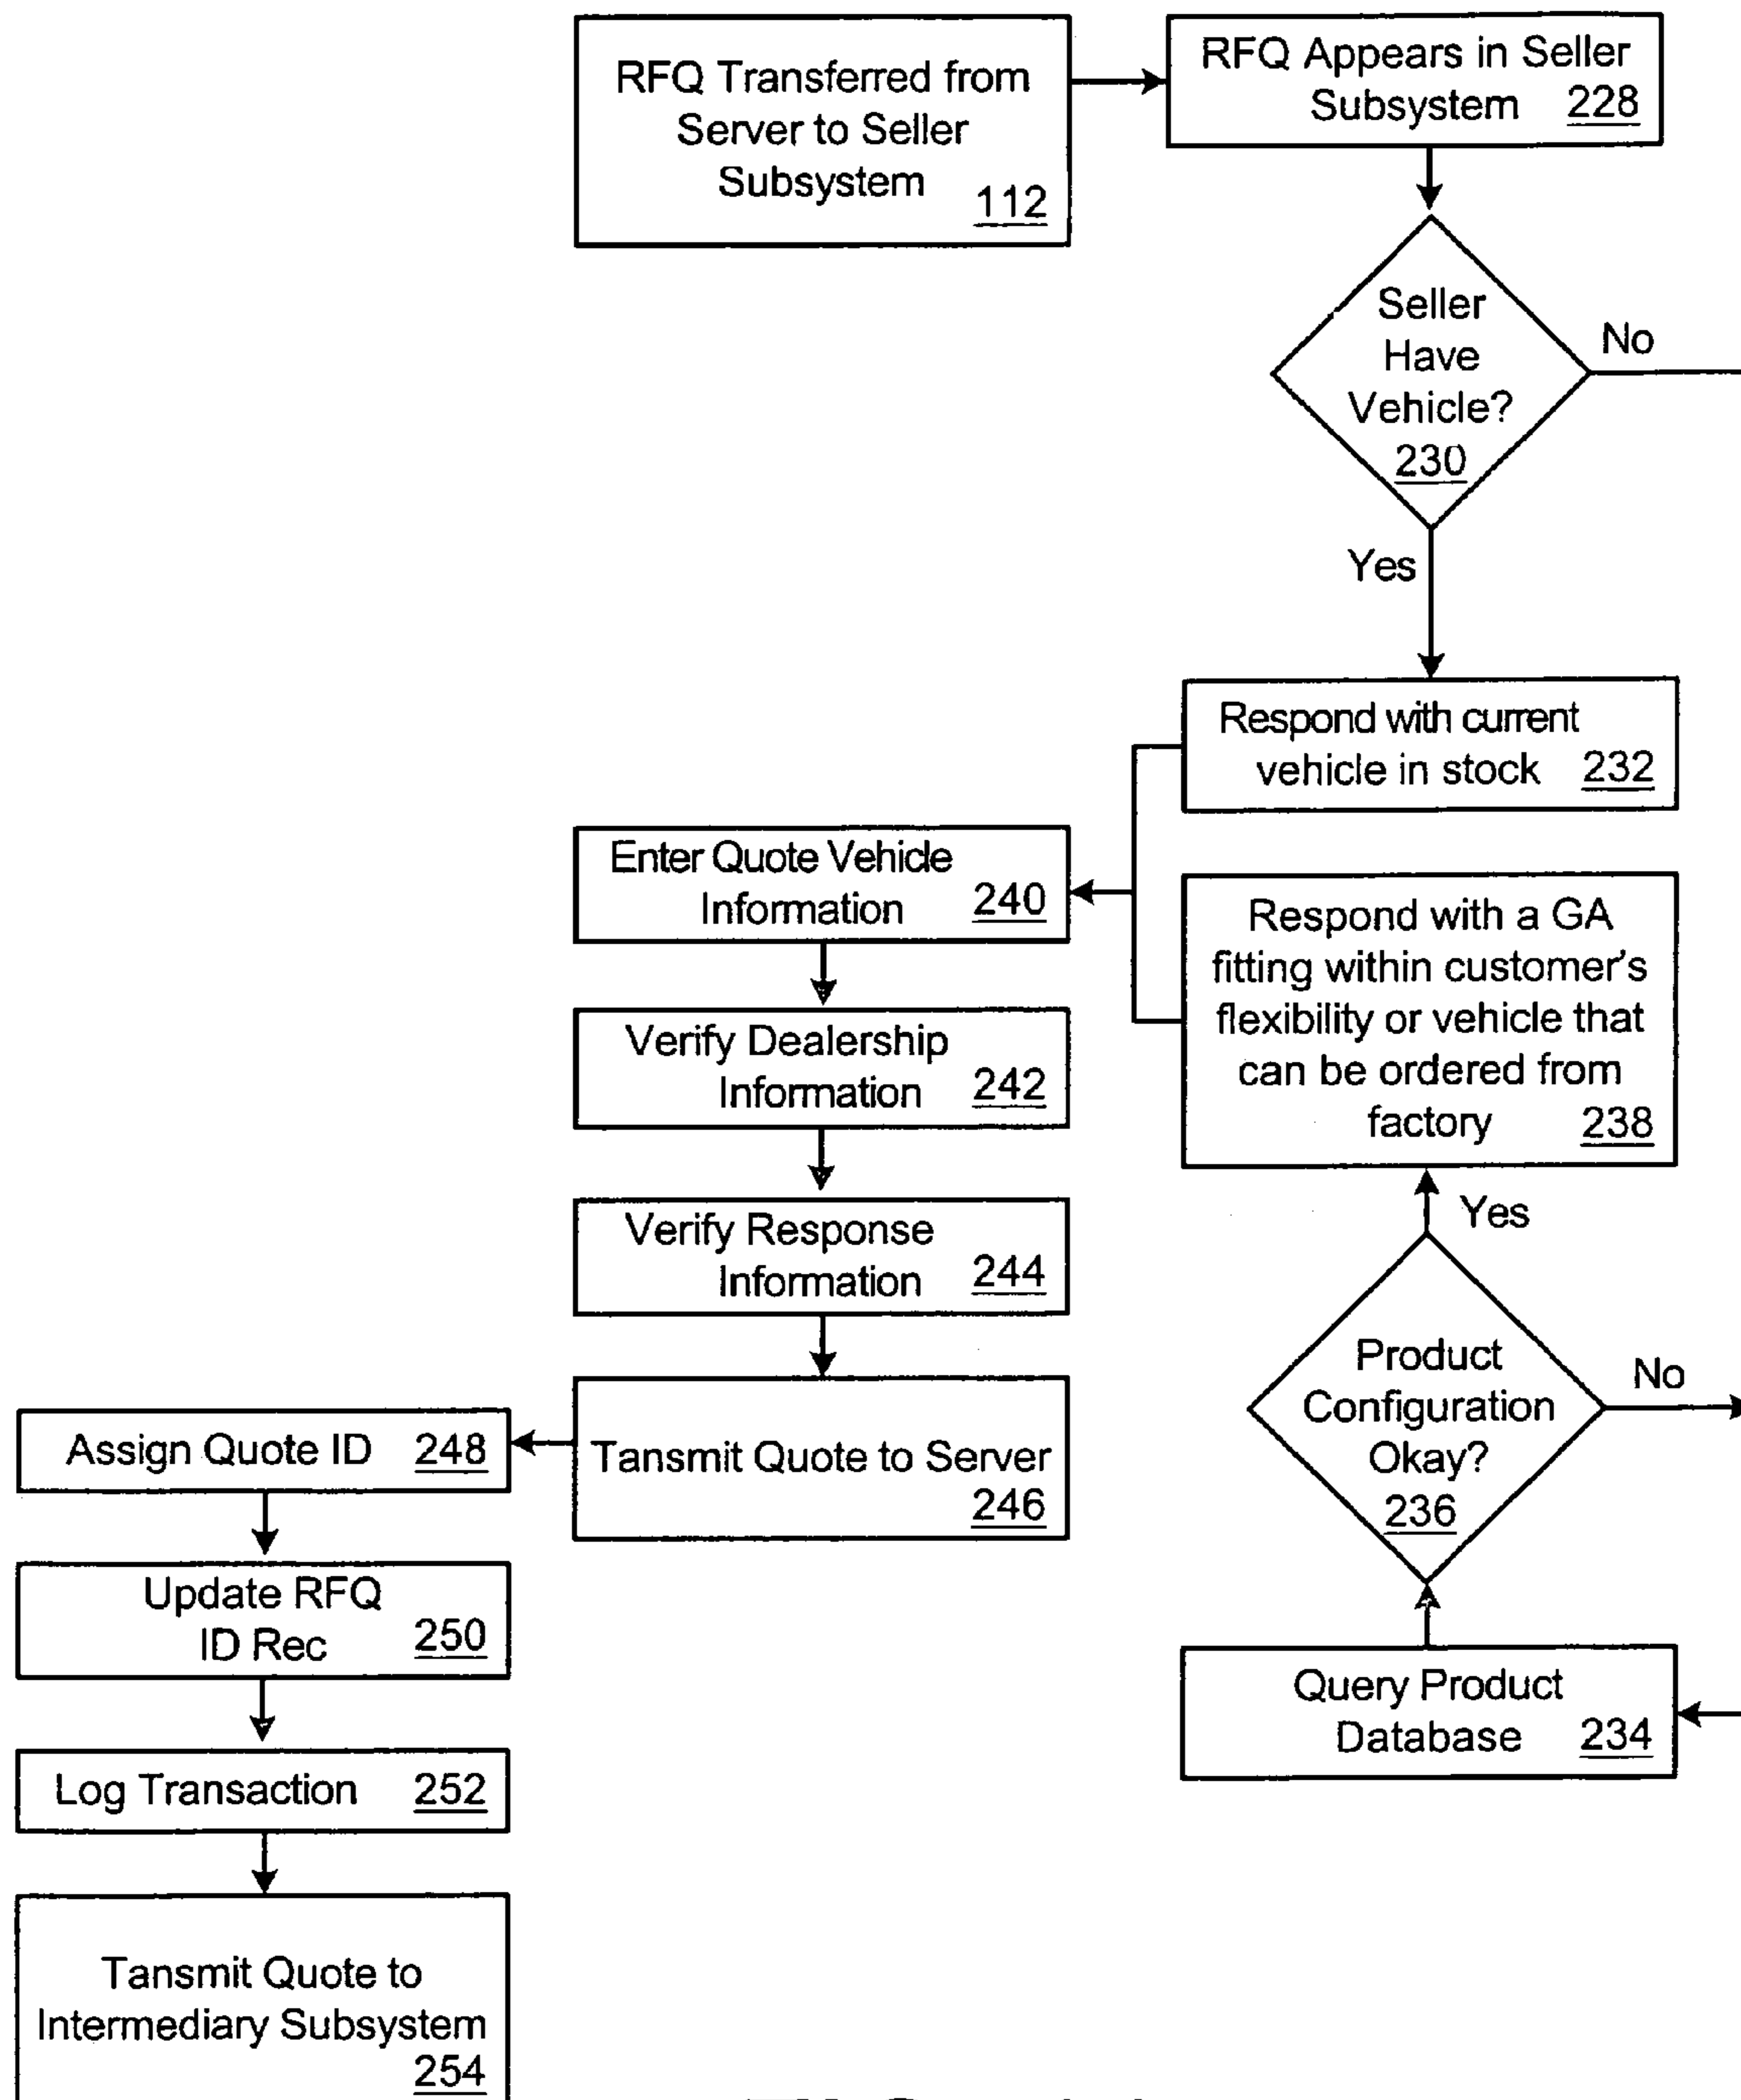 RFQ Transferred from
Server to Seller
Subsystem
112
RFQ Appears in Seller
Subsystem 228
Seller
Have
Vehicle?
230
No
Yes
Respond with current
vehicle in stock 232
Enter Quote Vehicle
Information 240
Respond with a GA
fitting within customer's
flexibility or vehicle that
can be ordered from
factory 238
Verify Dealership
Information 242
Yes
Verify Response
Information 244
Product
Configuration
Okay?
236
No
Tansmit Quote to Server
246
Assign Quote ID 248
Update RFQ
ID Rec 250
Query Product
Database 234
Log Transaction 252
Tansmit Quote to
Intermediary Subsystem
254